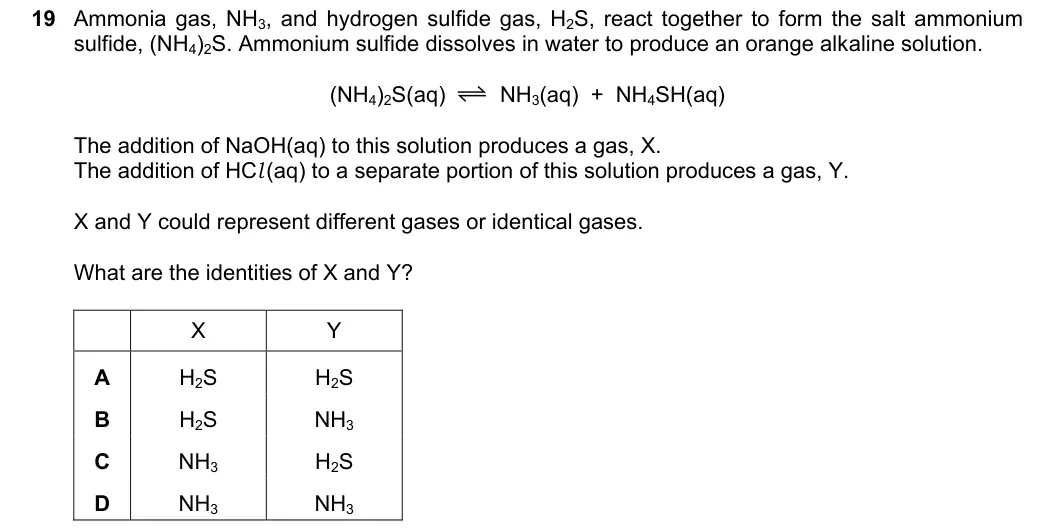 19 Ammonia gas, NH₃, and hydrogen sulfide gas, H₂S, react together to form the salt ammonium
sulfide, (NH₄)₂S. Ammonium sulfide dissolves in water to produce an orange alkaline solution.
(NH₄)₂S(aq) ⇌ NH₃(aq) + NH₄SH(aq)
The addition of NaOH(aq) to this solution produces a gas, X.
The addition of HCl(aq) to a separate portion of this solution produces a gas, Y.
X and Y could represent different gases or identical gases.
What are the identities of X and Y?
X Y
A H₂S H₂S
B H₂S NH₃
C NH₃ H₂S
D NH₃ NH₃